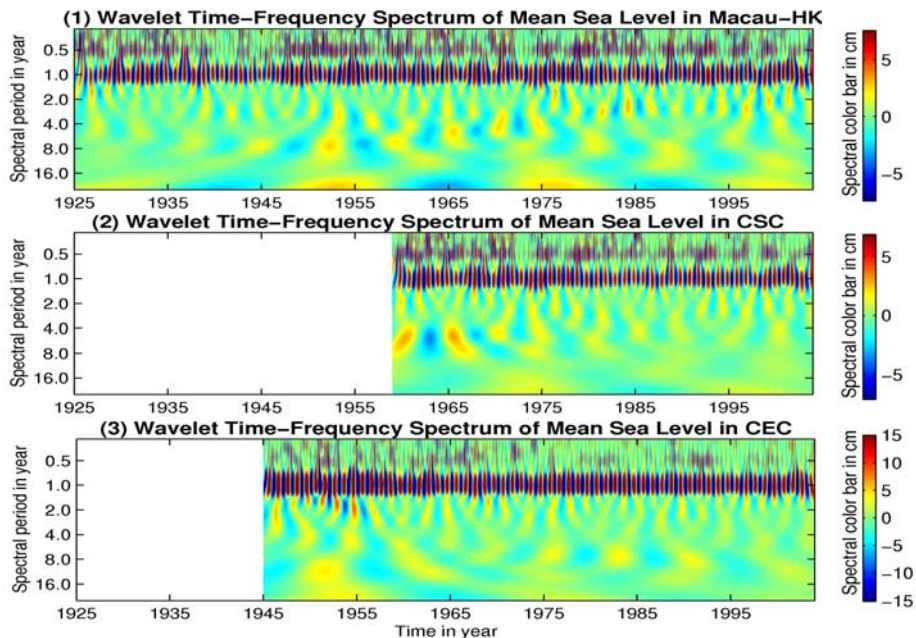 (1) Wavelet Time-Frequency Spectrum of Mean Sea Level in Macau-HK
Spectral period in year
0.5
1.0
2.0
4.0
8.0
16.0
1925 1935 1945 1955 1965 1975 1985 1995
Spectral color bar in cm
5
0
-5
(2) Wavelet Time-Frequency Spectrum of Mean Sea Level in CSC
Spectral period in year
0.5
1.0
2.0
4.0
8.0
16.0
1925 1935 1945 1955 1965 1975 1985 1995
Spectral color bar in cm
5
0
-5
(3) Wavelet Time-Frequency Spectrum of Mean Sea Level in CEC
Spectral period in year
0.5
1.0
2.0
4.0
8.0
16.0
1925 1935 1945 1955 1965 1975 1985 1995
Time in year
Spectral color bar in cm
15
10
5
0
-5
-10
-15